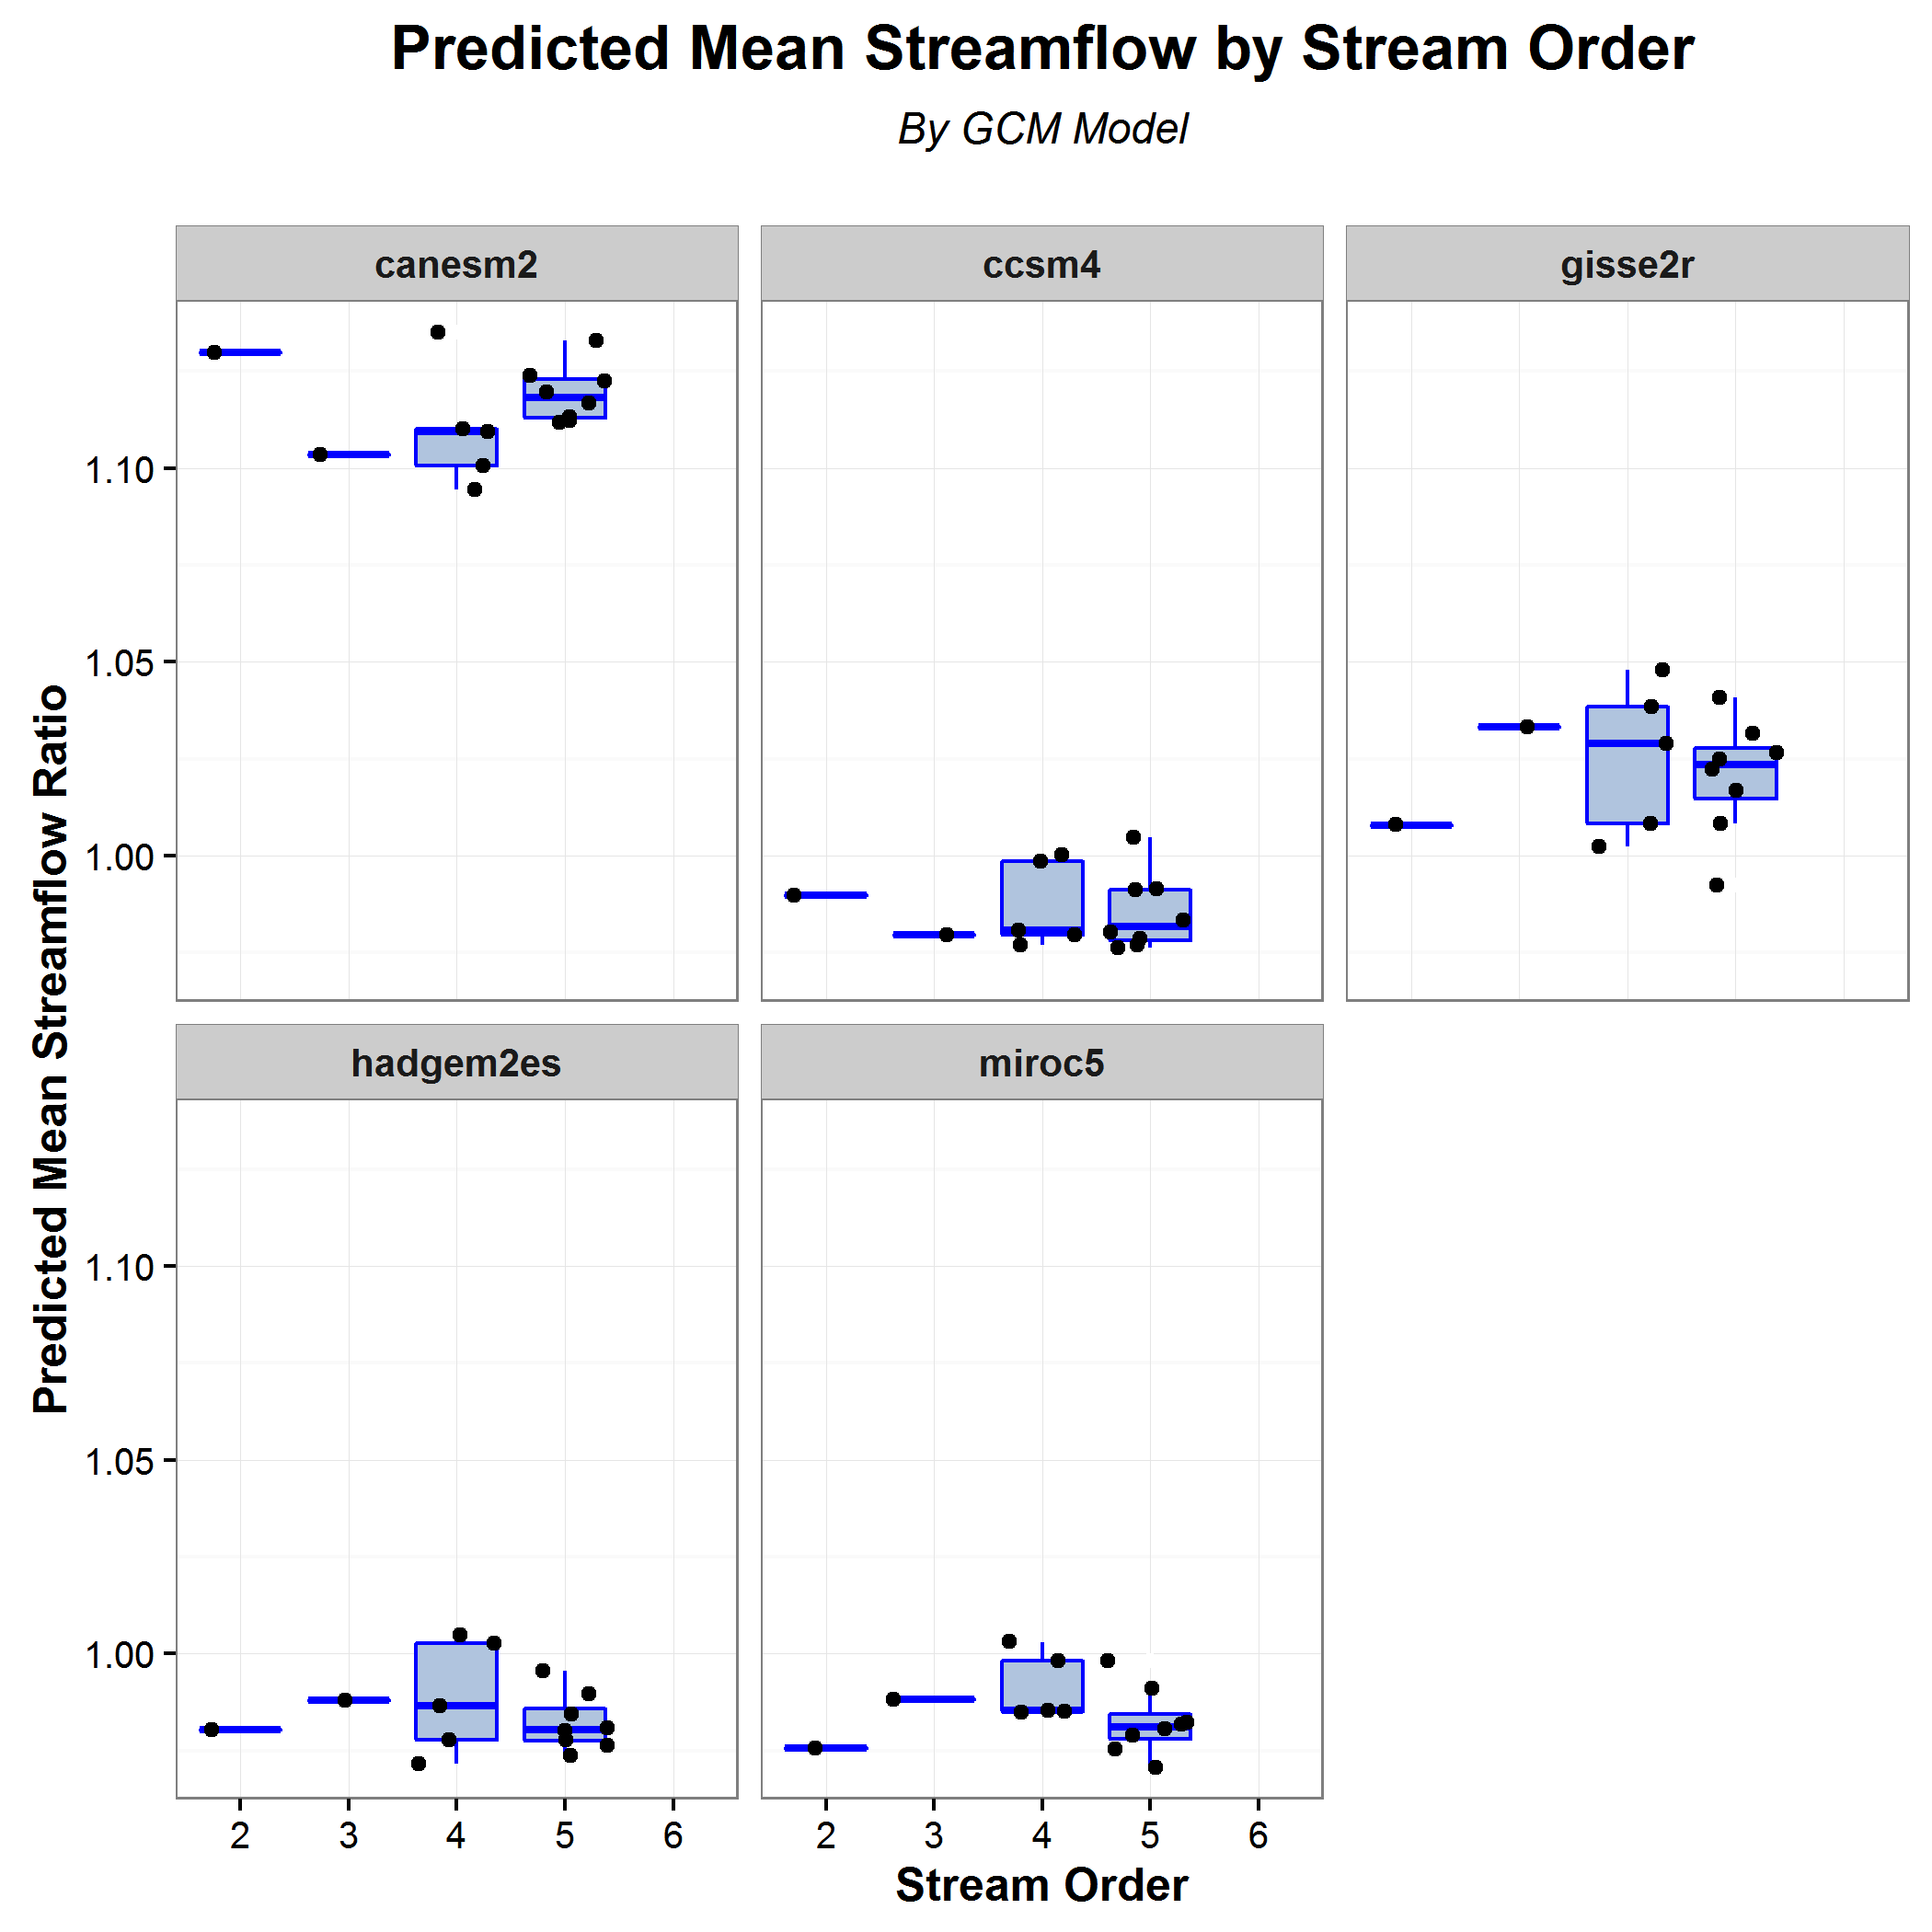 Predicted Mean Streamflow by Stream Order
By GCM Model
canesm2
ccsm4
gisse2r
Predicted Mean Streamflow Ratio
1.10
1.05
1.00
hadgem2es
miroc5
1.10
1.05
1.00
2 3 4 5 6
2 3 4 5 6
Stream Order